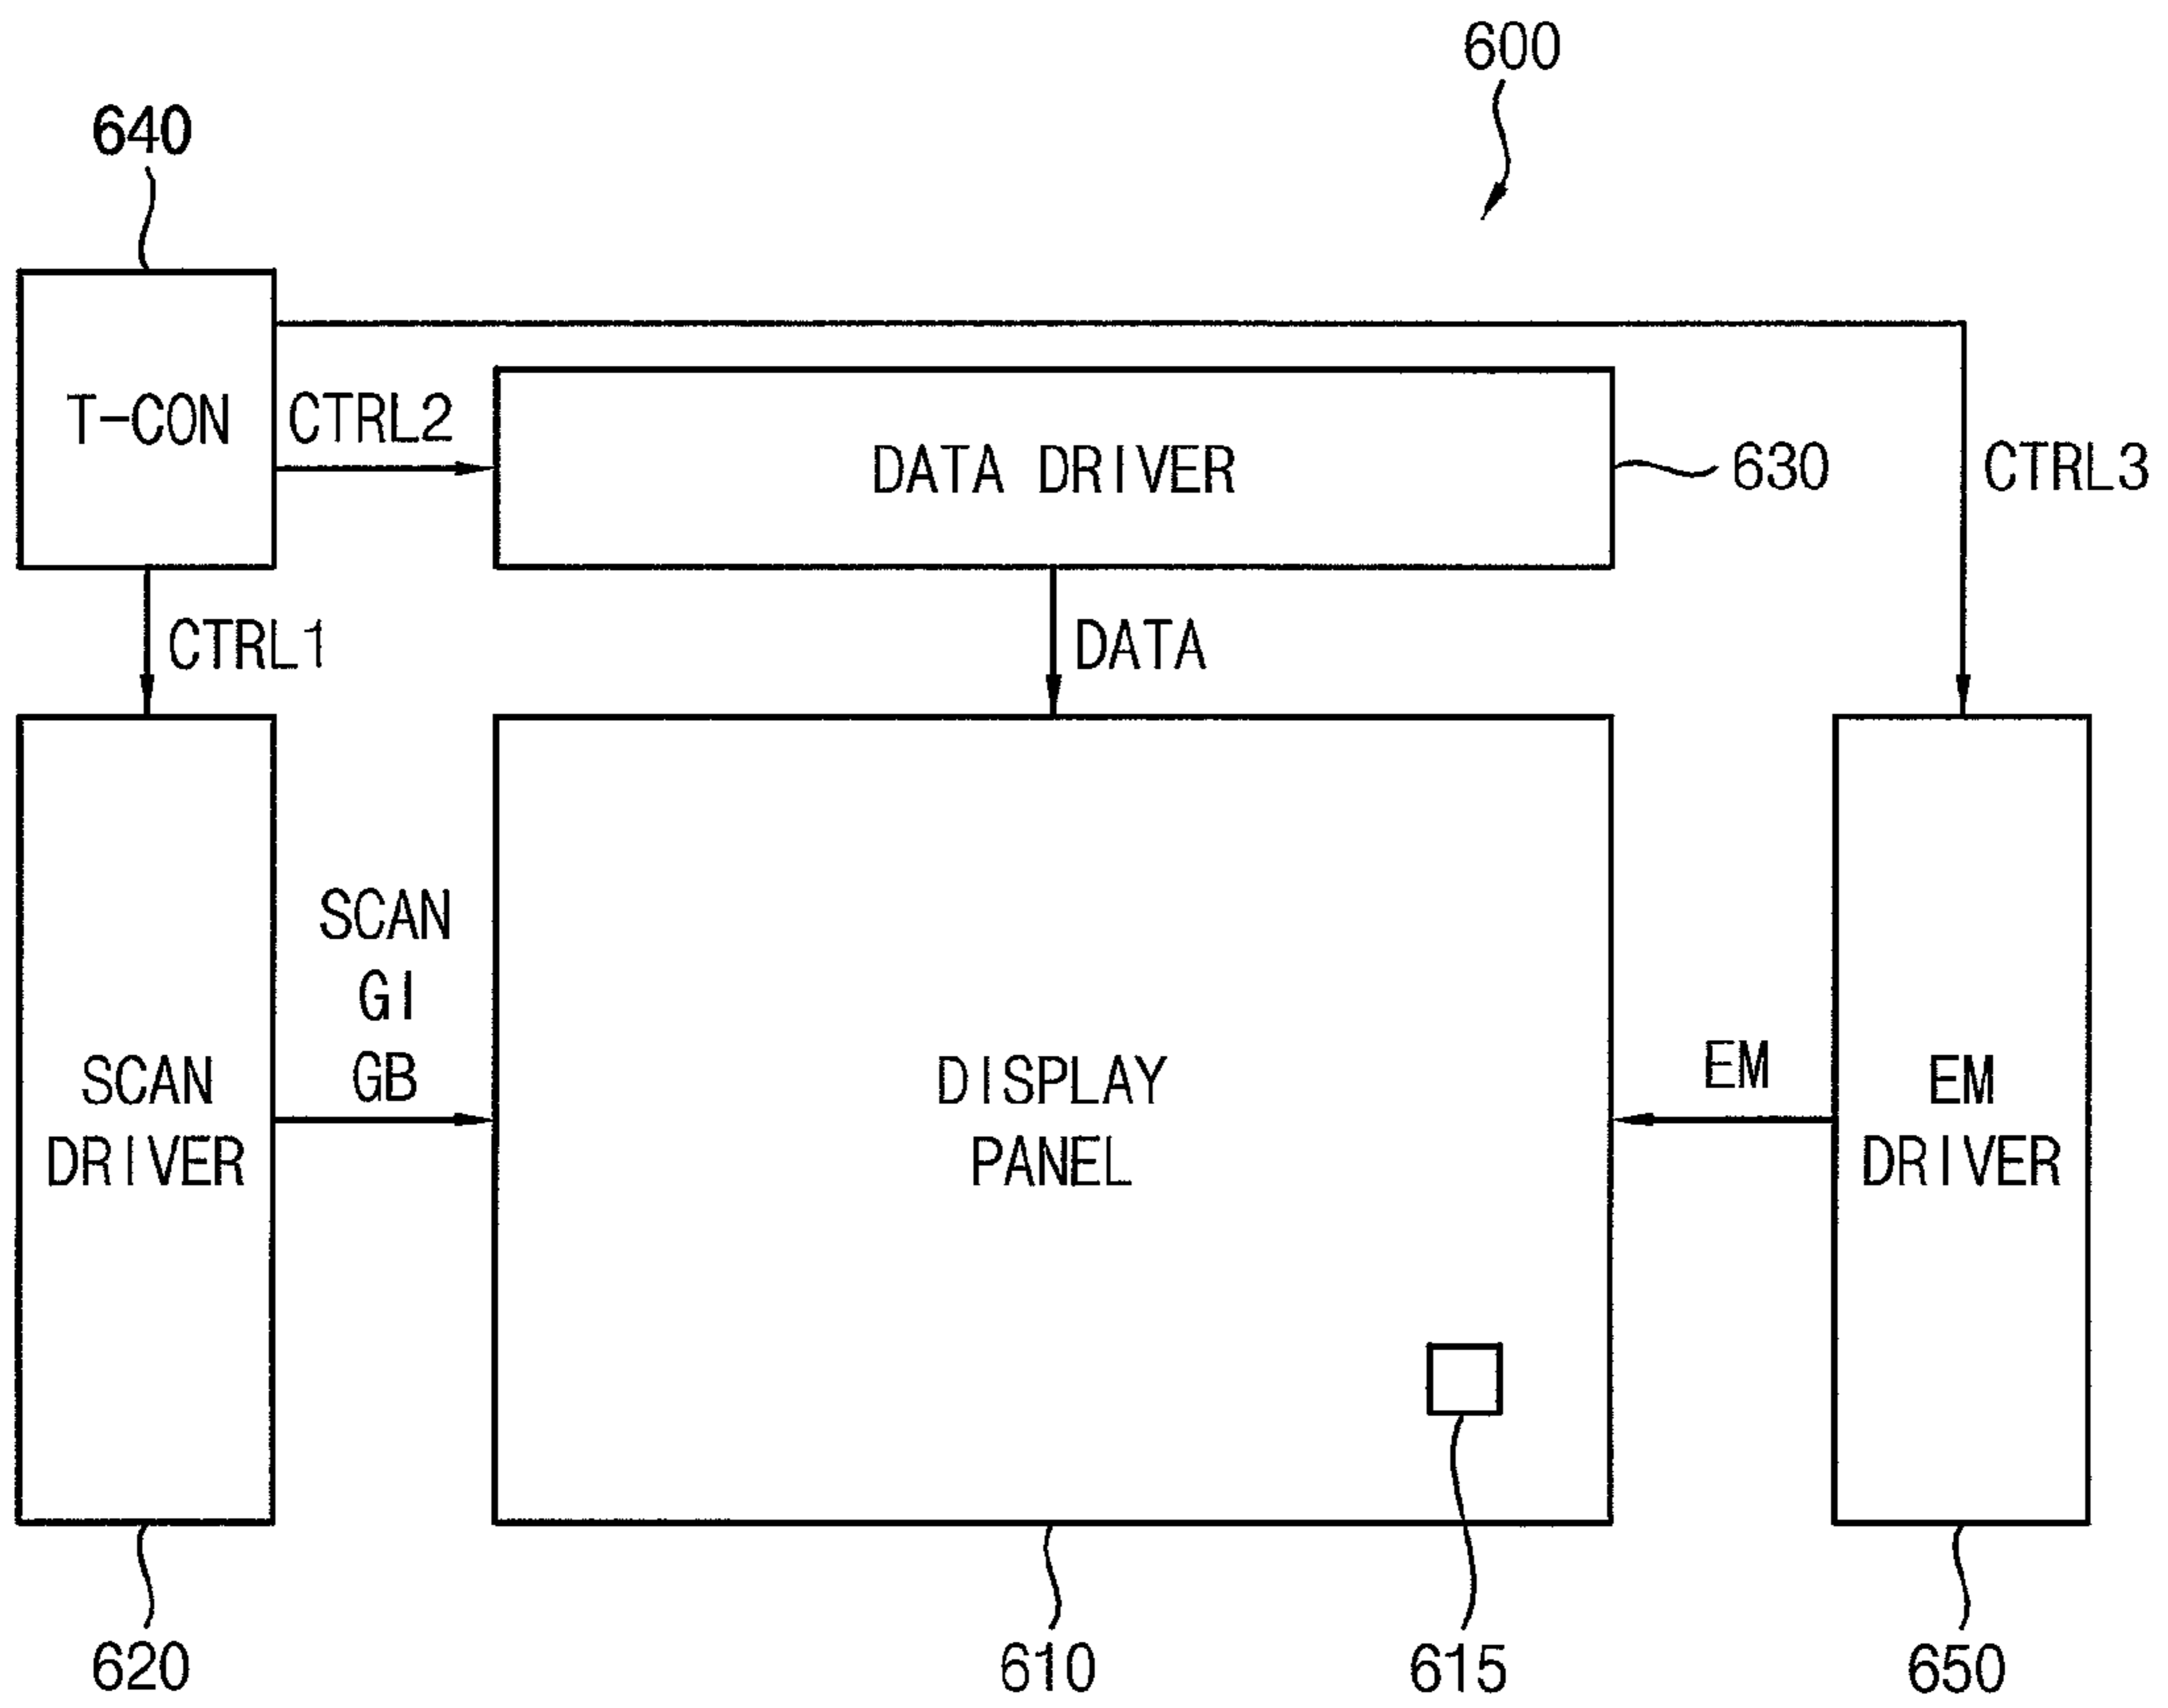 600
640
T-CON
CTRL2
DATA DRIVER
630
CTRL3
CTRL1
DATA
SCAN
GI
GB
SCAN
DRIVER
DISPLAY
PANEL
EM
EM
DRIVER
620
610
615
650